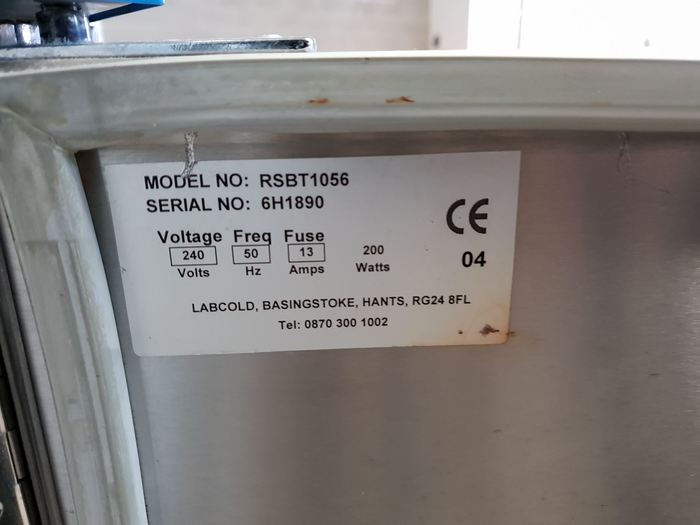 MODEL NO: RSBT1056
SERIAL NO: 6H1890
CE
Voltage Freq Fuse
240 50 13 200
Volts Hz Amps Watts
04
LABCOLD, BASINGSTOKE, HANTS, RG24 8FL
Tel: 0870 300 1002